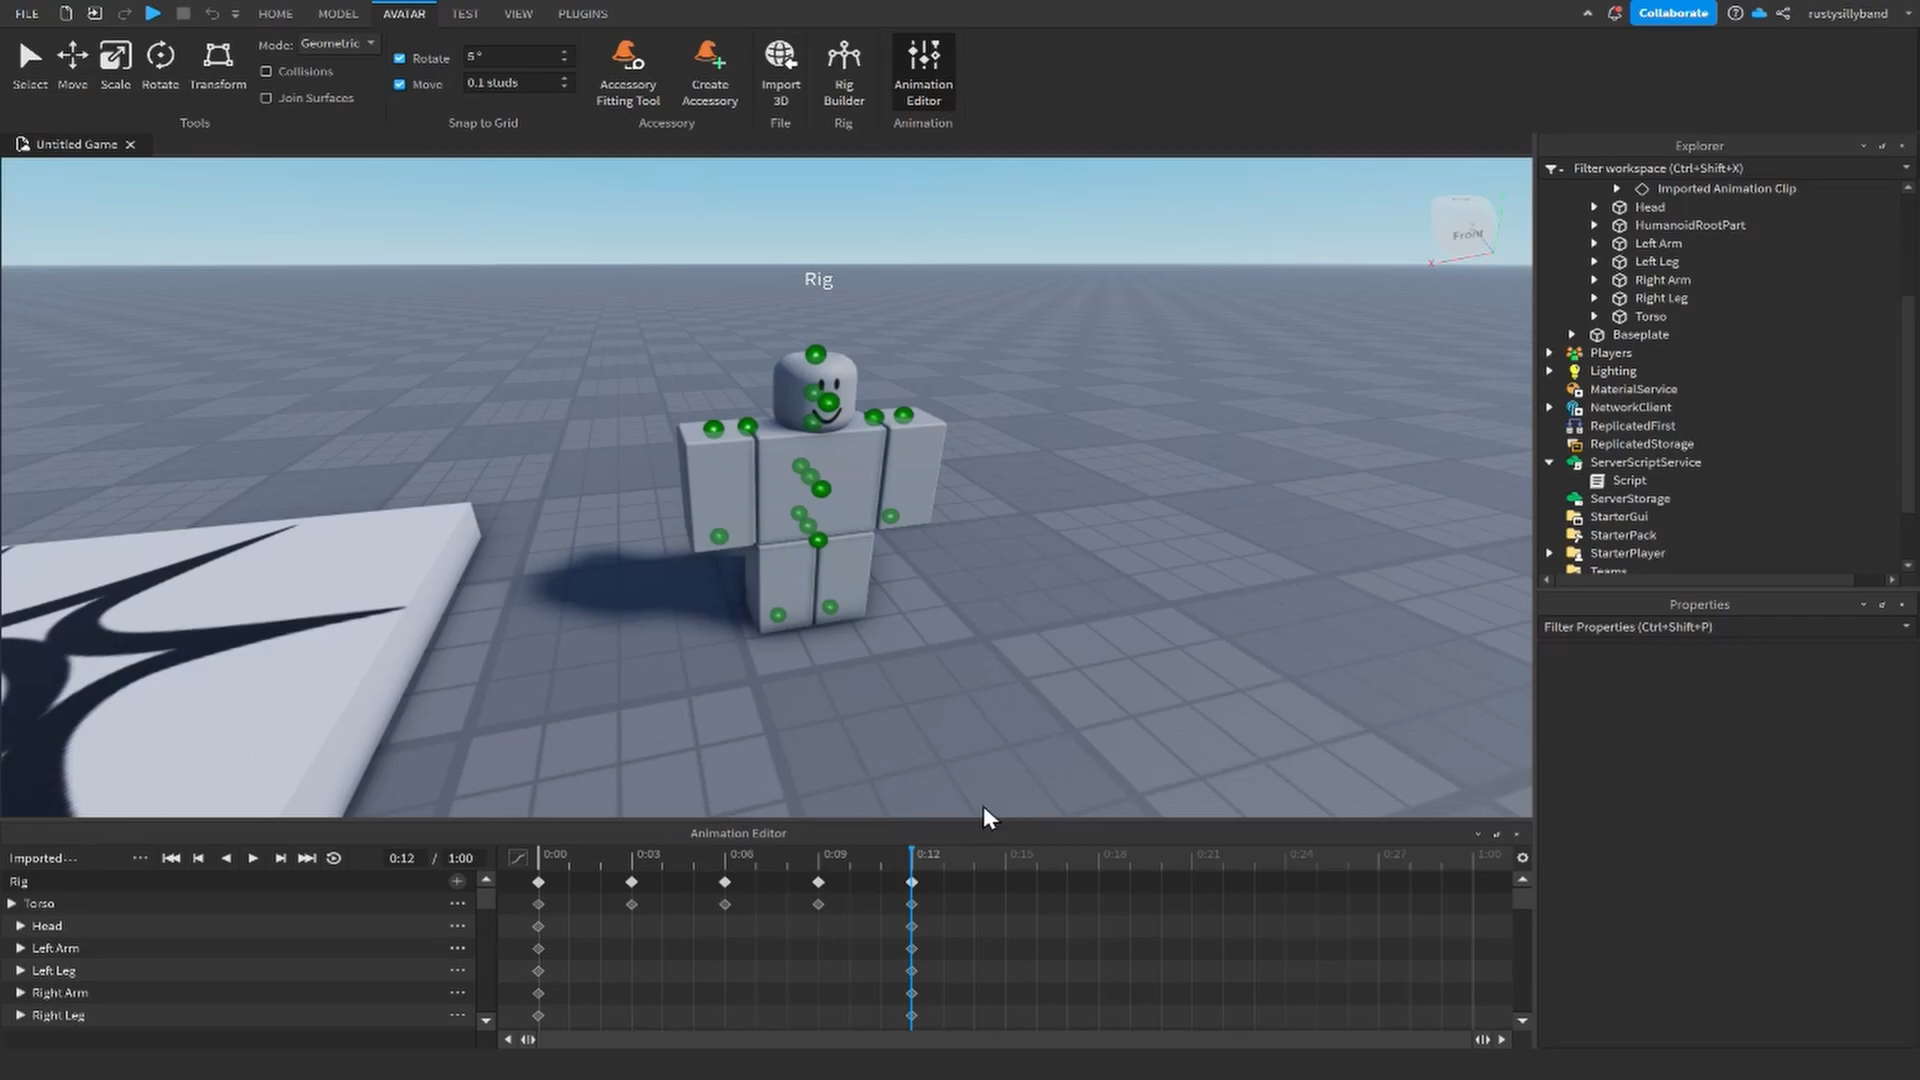 FILE HOME MODEL AVATAR TEST VIEW PLUGINS Collaborate rustysillyband
Select Move Scale Rotate Transform
Mode: Geometric
Collisions
Join Surfaces
Tools
Rotate 5°
Move 0.1 studs
Snap to Grid
Accessory Fitting Tool
Create Accessory
Accessory
Import 3D
File
Rig Builder
Rig
Animation Editor
Animation
Untitled Game
Rig
Front
X
Explorer
Filter workspace (Ctrl+Shift+X)
Imported Animation Clip
Head
HumanoidRootPart
Left Arm
Left Leg
Right Arm
Right Leg
Torso
Baseplate
Players
Lighting
MaterialService
NetworkClient
ReplicatedFirst
ReplicatedStorage
ServerScriptService
Script
ServerStorage
StarterGui
StarterPack
StarterPlayer
Teams
Properties
Filter Properties (Ctrl+Shift+P)
Animation Editor
Imported··· 0:12 / 1:00
0:00 0:03 0:06 0:09 0:12 0:15 0:18 0:21 0:24 0:27 1:00
Rig
Torso
Head
Left Arm
Left Leg
Right Arm
Right Leg